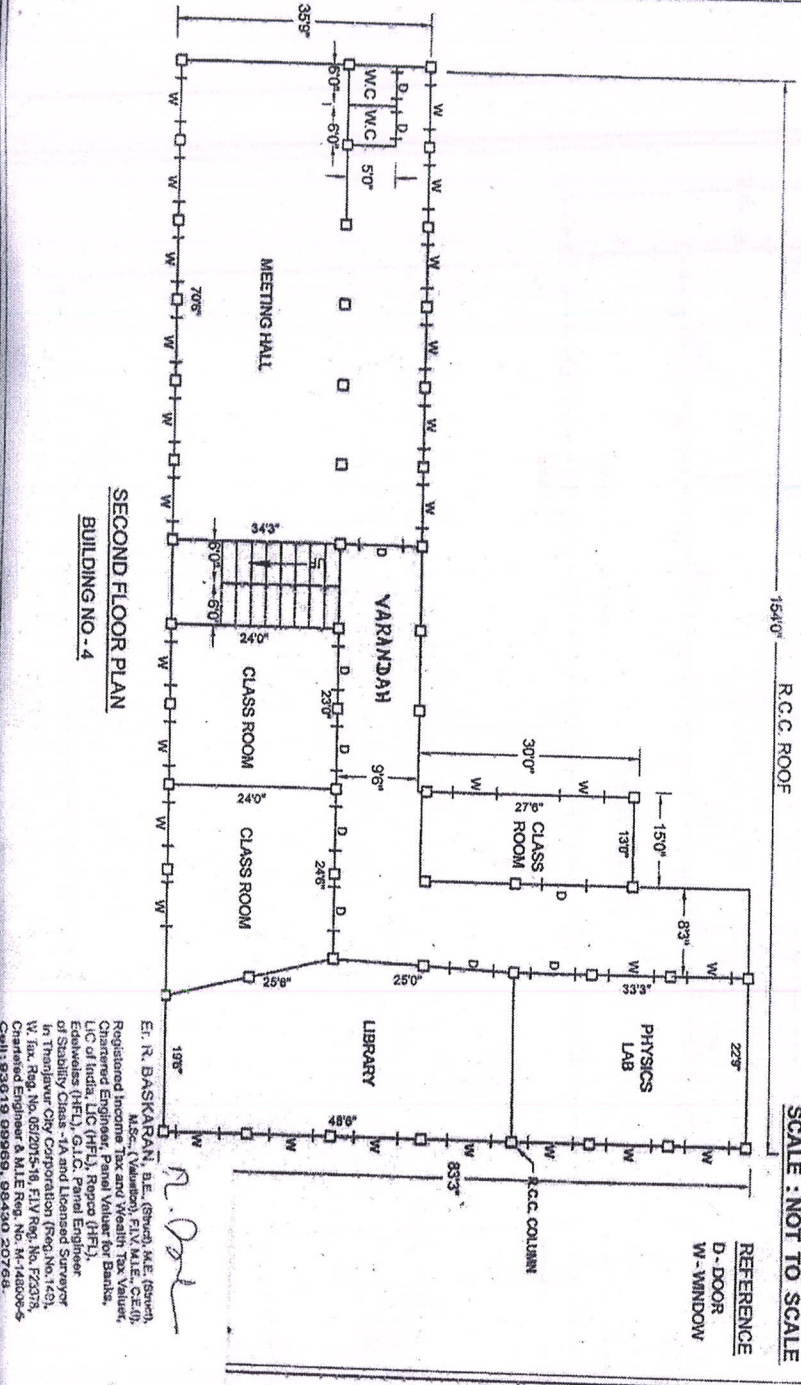 SCALE : NOT TO SCALE
R.C.C. ROOF
154'0"
REFERENCE
D - DOOR
W - WINDOW
35'9"
W.C
W.C
D
D
6'0"
6'0"
5'0"
W
W
W
W
W
W
MEETING HALL
70'6"
W
W
W
W
W
W
34'3"
6'0"
6'0"
24'0"
D
VARANDAH
9'6"
30'0"
15'0"
W
W
27'6"
13'0"
CLASS
ROOM
D
8'3"
22'9"
W
W
33'3"
D
D
PHYSICS
LAB
W
W
W
R.C.C. COLUMN
83'3"
D
D
23'0"
CLASS ROOM
24'0"
D
D
24'6"
CLASS ROOM
W
W
W
W
25'0"
LIBRARY
W
W
W
W
19'6"
SECOND FLOOR PLAN
BUILDING NO - 4
Er. R. BASKARAN, B.E., (Struct), M.E. (Struct),
M.Sc., (Valuation), F.I.V, M.I.E., C.E.(I),
Registered Income Tax and Wealth Tax Valuer,
Chartered Engineer, Panel Valuer for Banks,
LIC of India, LIC (HFL), Repco (HFL),
Edelweiss (HFL), G.I.C. Panel Engineer
of Stability Class -1A and Licensed Surveyor
in Thanjavur City Corporation (Reg.No.
W. Tax. Reg. No. F.I.V Reg. No.
Chartered Engineer & M.I.E Reg. No.
Cell :